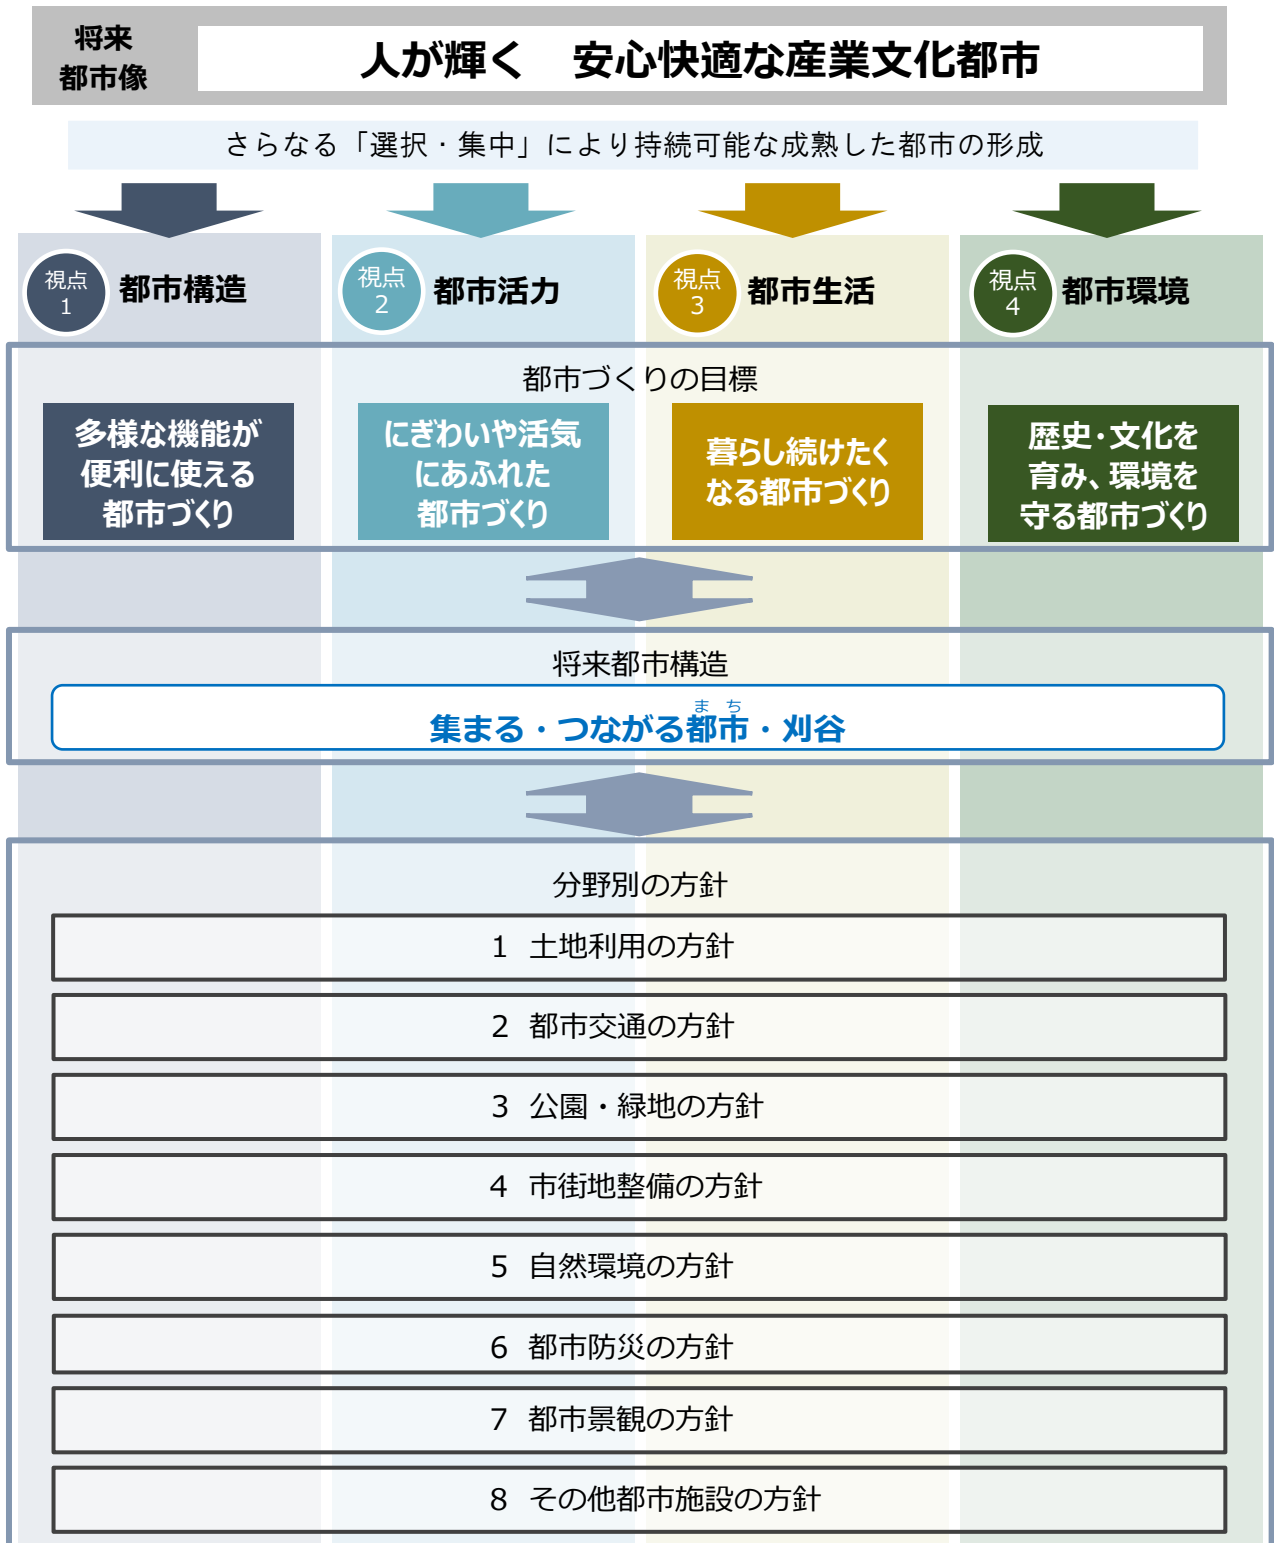 将来
都市像
人が輝く　安心快適な産業文化都市
さらなる「選択・集中」により持続可能な成熟した都市の形成
視点
1
都市構造
視点
2
都市活力
視点
3
都市生活
視点
4
都市環境
都市づくりの目標
多様な機能が
便利に使える
都市づくり
にぎわいや活気
にあふれた
都市づくり
暮らし続けたく
なる都市づくり
歴史・文化を
育み、環境を
守る都市づくり
将来都市構造
まち
集まる・つながる都市・刈谷
分野別の方針
1 土地利用の方針
2 都市交通の方針
3 公園・緑地の方針
4 市街地整備の方針
5 自然環境の方針
6 都市防災の方針
7 都市景観の方針
8 その他都市施設の方針